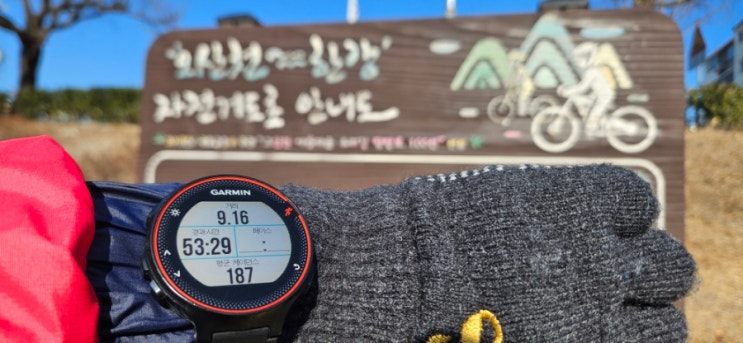 '화산천~한강'
자전거도로 안내도
GARMIN
거리
9.16
경과시간
페이스
53:29
:
평균 케이던스
187